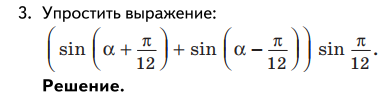 3. Упростить выражение:
(sin (α + π/12) + sin (α − π/12)) sin π/12.
Решение.